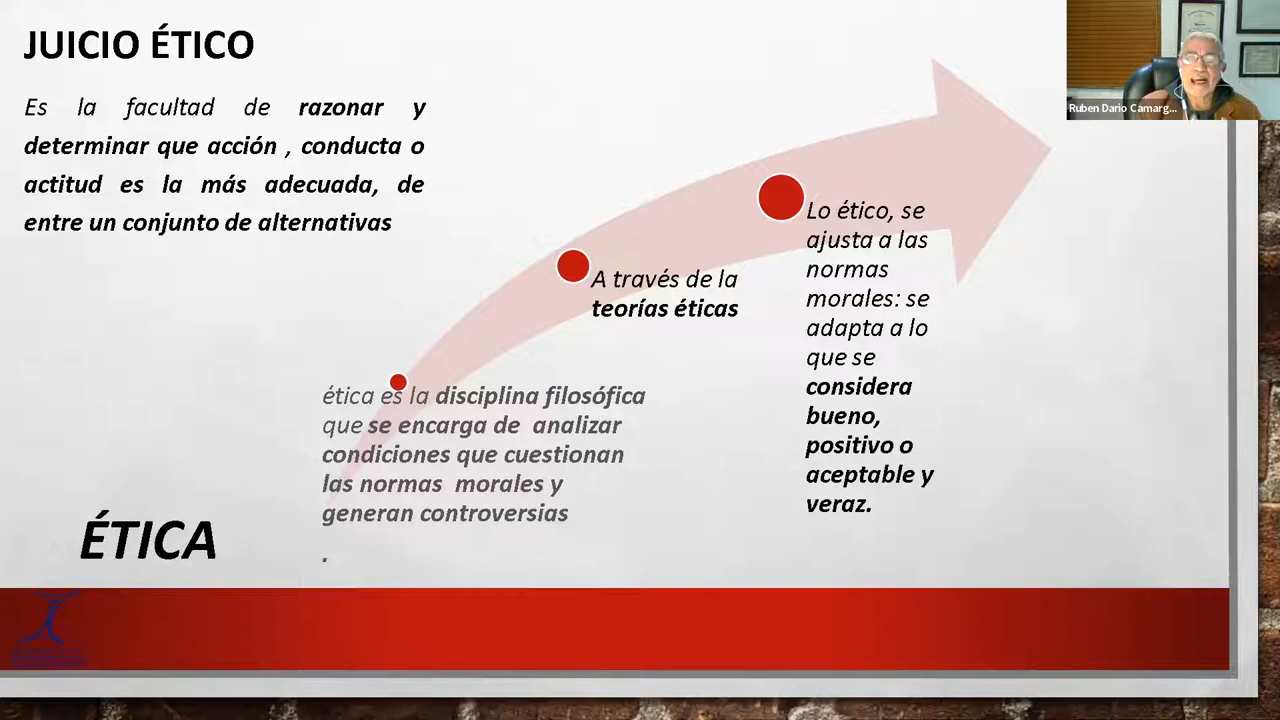 JUICIO ÉTICO
Es la facultad de razonar y
determinar que acción , conducta o
actitud es la más adecuada, de
entre un conjunto de alternativas
Ruben Dario Camarg...
Lo ético, se
ajusta a las
normas
morales: se
adapta a lo
que se
considera
bueno,
positivo o
aceptable y
veraz.
A través de la
teorías éticas
ética es la disciplina filosófica
que se encarga de analizar
condiciones que cuestionan
las normas morales y
generan controversias
.
ÉTICA